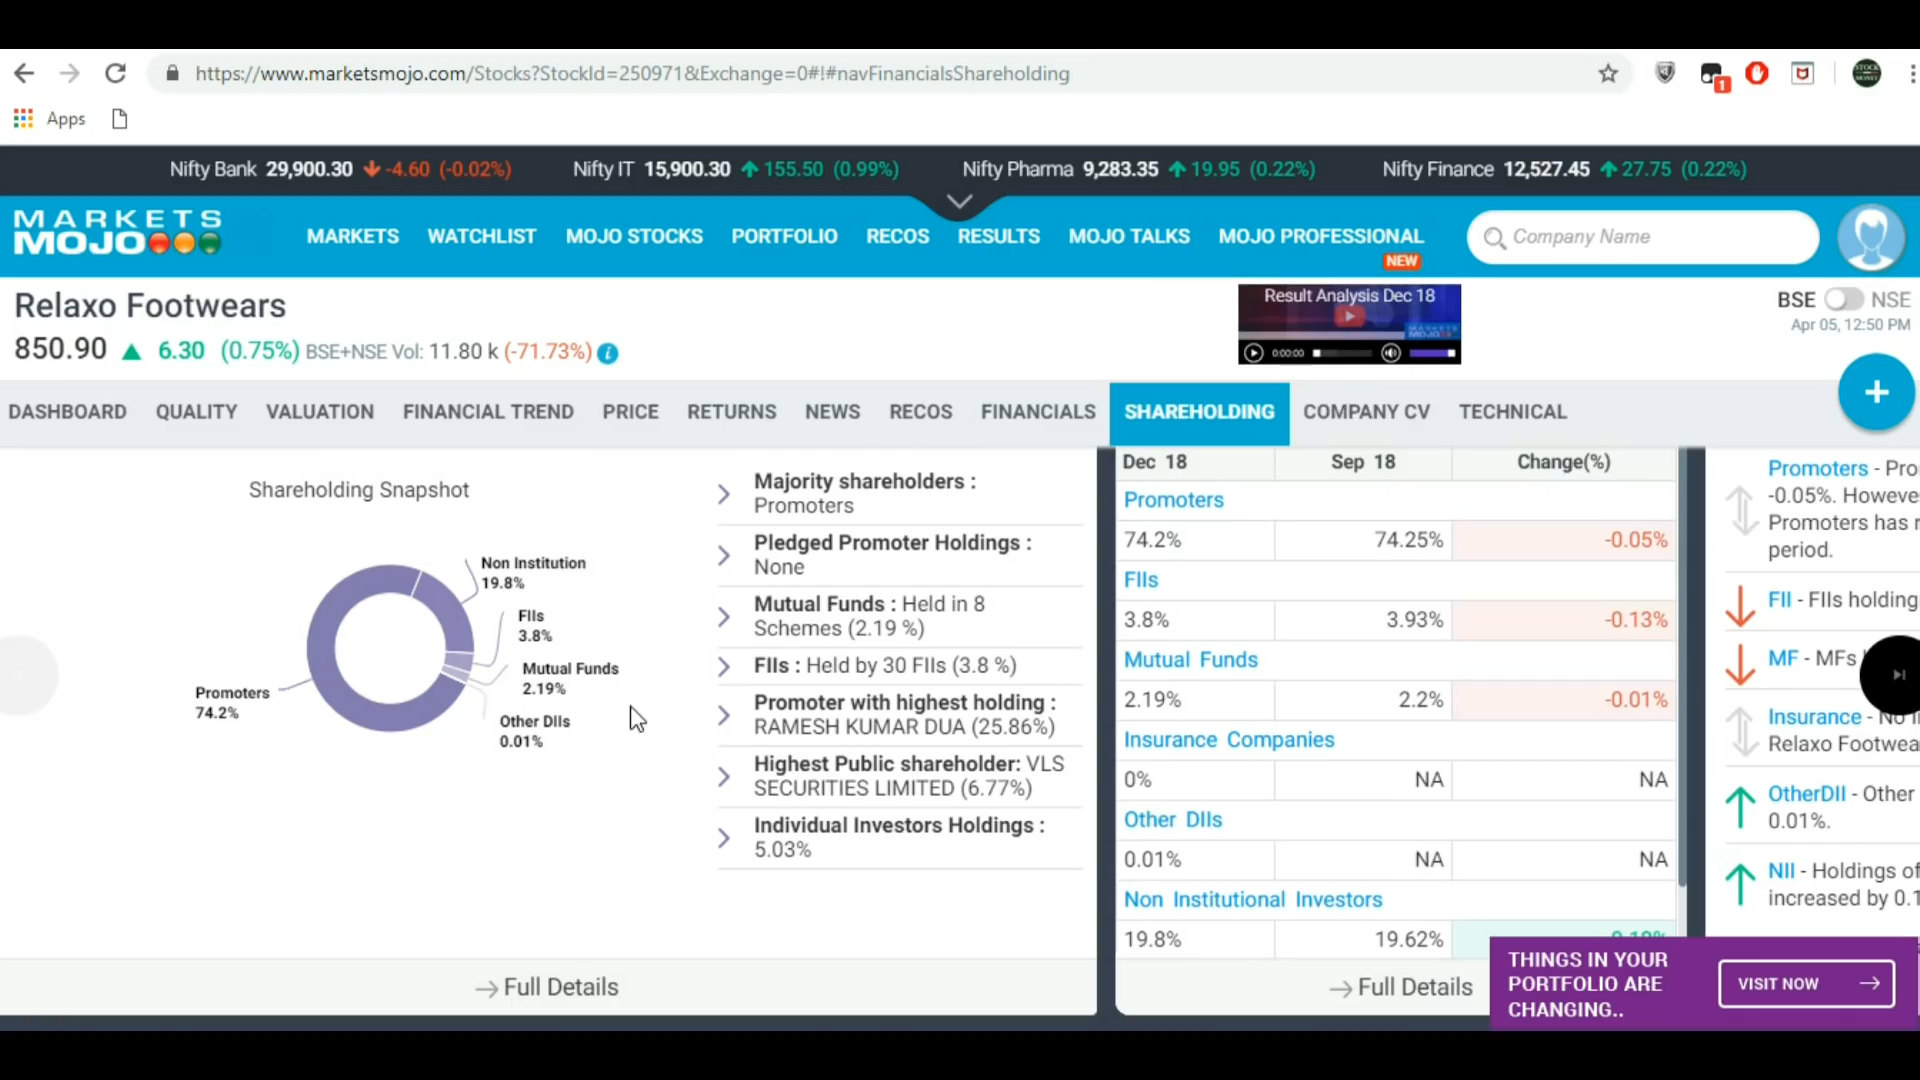 https://www.marketsmojo.com/Stocks?StockId=250971&Exchange=0#!#navFinancialsShareholding
1
STOCK
MONEY
Apps
Nifty Bank 29,900.30 -4.60 (-0.02%)
Nifty IT 15,900.30 155.50 (0.99%)
Nifty Pharma 9,283.35 19.95 (0.22%)
Nifty Finance 12,527.45 27.75 (0.22%)
MARKETS
MOJO
MARKETS WATCHLIST MOJO STOCKS PORTFOLIO RECOS RESULTS MOJO TALKS MOJO PROFESSIONAL
NEW
Company Name
Relaxo Footwears
850.90 6.30 (0.75%) BSE+NSE Vol: 11.80 k (-71.73%) i
Result Analysis Dec 18
MARKETS
MOJO
0:00:00
BSE NSE
Apr 05, 12:50 PM
+
DASHBOARD QUALITY VALUATION FINANCIAL TREND PRICE RETURNS NEWS RECOS FINANCIALS SHAREHOLDING COMPANY CV TECHNICAL
Shareholding Snapshot
Non Institution
19.8%
FIIs
3.8%
Mutual Funds
2.19%
Other DIIs
0.01%
Promoters
74.2%
Majority shareholders :
Promoters
Pledged Promoter Holdings :
None
Mutual Funds : Held in 8
Schemes (2.19 %)
FIIs : Held by 30 FIIs (3.8 %)
Promoter with highest holding :
RAMESH KUMAR DUA (25.86%)
Highest Public shareholder: VLS
SECURITIES LIMITED (6.77%)
Individual Investors Holdings :
5.03%
Full Details
Dec 18 Sep 18 Change(%)
Promoters
74.2% 74.25% -0.05%
FIIs
3.8% 3.93% -0.13%
Mutual Funds
2.19% 2.2% -0.01%
Insurance Companies
0% NA NA
Other DIIs
0.01% NA NA
Non Institutional Investors
19.8% 19.62%
Full Details
Promoters - Pro
-0.05%. Howeve
Promoters has r
period.
FII - FIIs holding
MF - MFs
Insurance - No
Relaxo Footwea
OtherDII - Other
0.01%.
NII - Holdings of
increased by 0.1
THINGS IN YOUR
PORTFOLIO ARE
CHANGING..
VISIT NOW